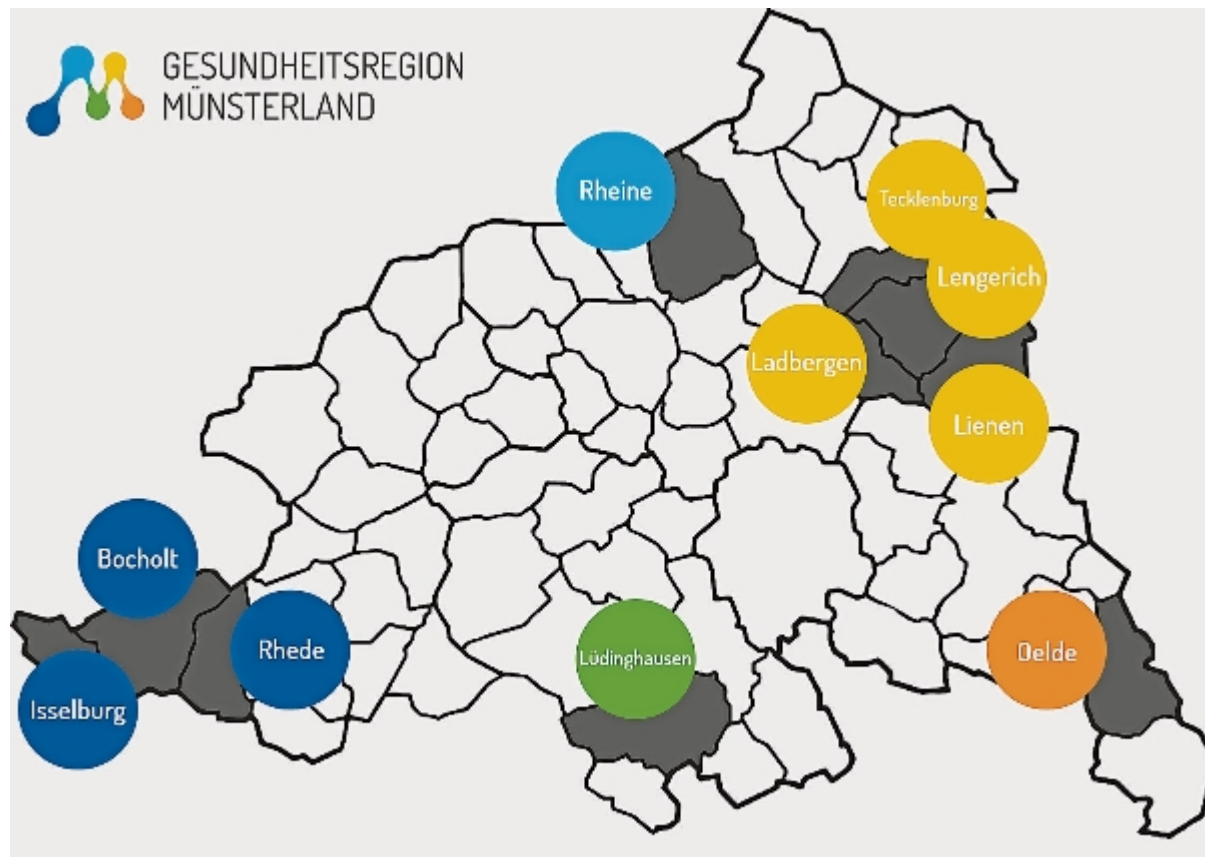 GESUNDHEITSREGION
MÜNSTERLAND
Rheine
Tecklenburg
Lengerich
Ladbergen
Lienen
Bocholt
Rhede
Isselburg
Lüdinghausen
Oelde